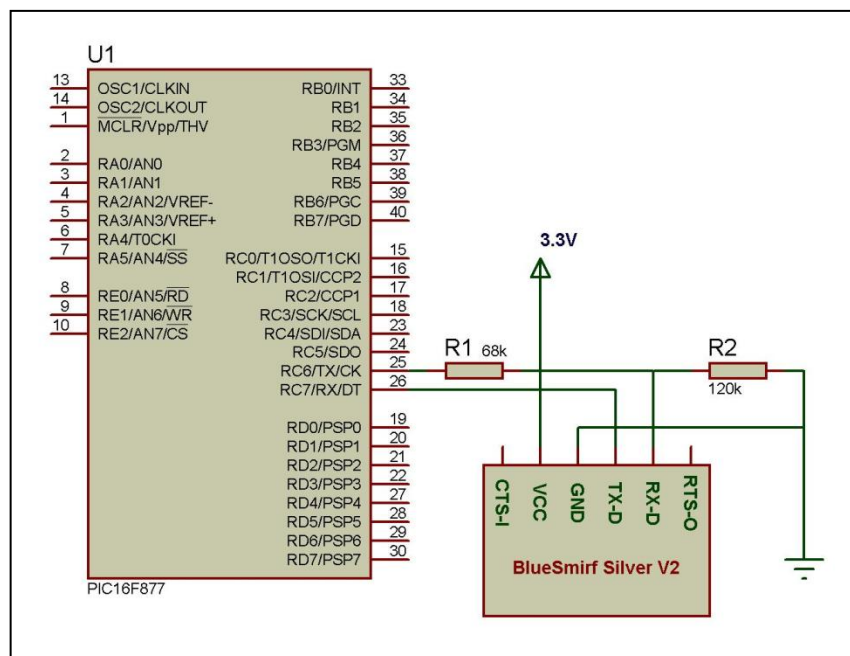 U1
13 OSC1/CLKIN RB0/INT 33
14 OSC2/CLKOUT RB1 34
1 MCLR/Vpp/THV RB2 35
RB3/PGM 36
2 RA0/AN0 RB4 37
3 RA1/AN1 RB5 38
4 RA2/AN2/VREF- RB6/PGC 39
5 RA3/AN3/VREF+ RB7/PGD 40
6 RA4/T0CKI
7 RA5/AN4/SS RC0/T1OSO/T1CKI 15
RC1/T1OSI/CCP2 16
8 RE0/AN5/RD RC2/CCP1 17
9 RE1/AN6/WR RC3/SCK/SCL 18
10 RE2/AN7/CS RC4/SDI/SDA 23
RC5/SDO 24
RC6/TX/CK 25
RC7/RX/DT 26
RD0/PSP0 19
RD1/PSP1 20
RD2/PSP2 21
RD3/PSP3 22
RD4/PSP4 27
RD5/PSP5 28
RD6/PSP6 29
RD7/PSP7 30
PIC16F877
3.3V
R1 68k
R2
120k
CTS-I
VCC
GND
TX-D
RX-D
RTS-O
BlueSmirf Silver V2